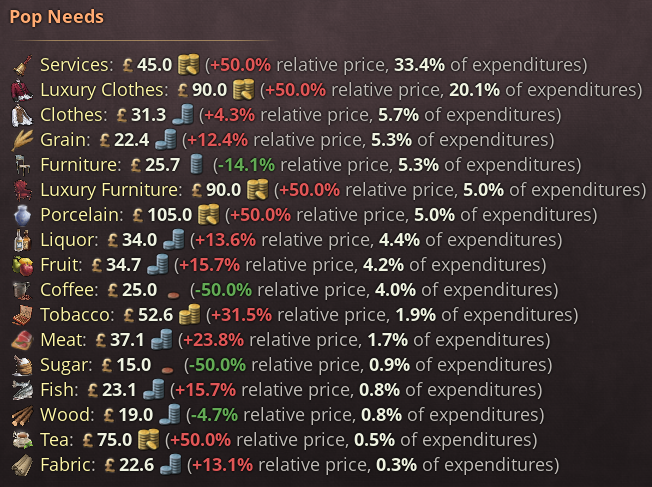 Pop Needs
Services: £ 45.0 (+50.0% relative price, 33.4% of expenditures)
Luxury Clothes: £ 90.0 (+50.0% relative price, 20.1% of expenditures)
Clothes: £ 31.3 (+4.3% relative price, 5.7% of expenditures)
Grain: £ 22.4 (+12.4% relative price, 5.3% of expenditures)
Furniture: £ 25.7 (-14.1% relative price, 5.3% of expenditures)
Luxury Furniture: £ 90.0 (+50.0% relative price, 5.0% of expenditures)
Porcelain: £ 105.0 (+50.0% relative price, 5.0% of expenditures)
Liquor: £ 34.0 (+13.6% relative price, 4.4% of expenditures)
Fruit: £ 34.7 (+15.7% relative price, 4.2% of expenditures)
Coffee: £ 25.0 (-50.0% relative price, 4.0% of expenditures)
Tobacco: £ 52.6 (+31.5% relative price, 1.9% of expenditures)
Meat: £ 37.1 (+23.8% relative price, 1.7% of expenditures)
Sugar: £ 15.0 (-50.0% relative price, 0.9% of expenditures)
Fish: £ 23.1 (+15.7% relative price, 0.8% of expenditures)
Wood: £ 19.0 (-4.7% relative price, 0.8% of expenditures)
Tea: £ 75.0 (+50.0% relative price, 0.5% of expenditures)
Fabric: £ 22.6 (+13.1% relative price, 0.3% of expenditures)